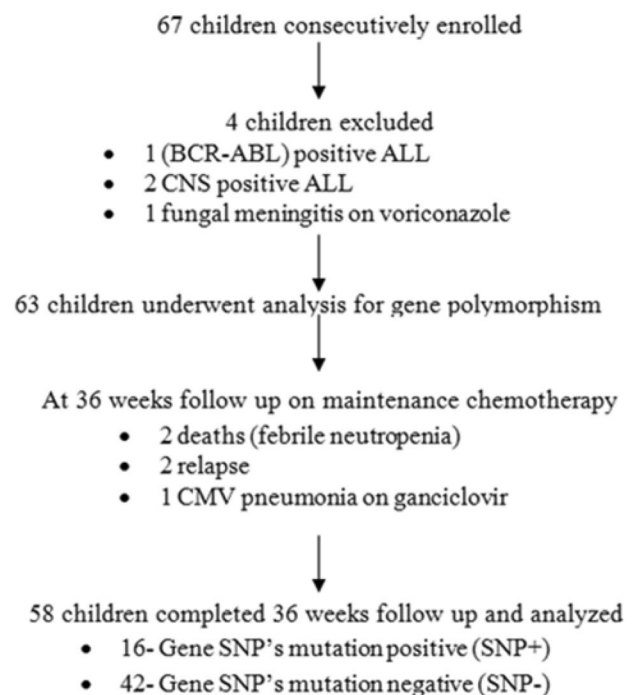 67 children consecutively enrolled
4 children excluded
• 1 (BCR-ABL) positive ALL
• 2 CNS positive ALL
• 1 fungal meningitis on voriconazole
63 children underwent analysis for gene polymorphism
At 36 weeks follow up on maintenance chemotherapy
• 2 deaths (febrile neutropenia)
• 2 relapse
• 1 CMV pneumonia on ganciclovir
58 children completed 36 weeks follow up and analyzed
• 16- Gene SNP's mutation positive (SNP+)
• 42- Gene SNP's mutation negative (SNP-)